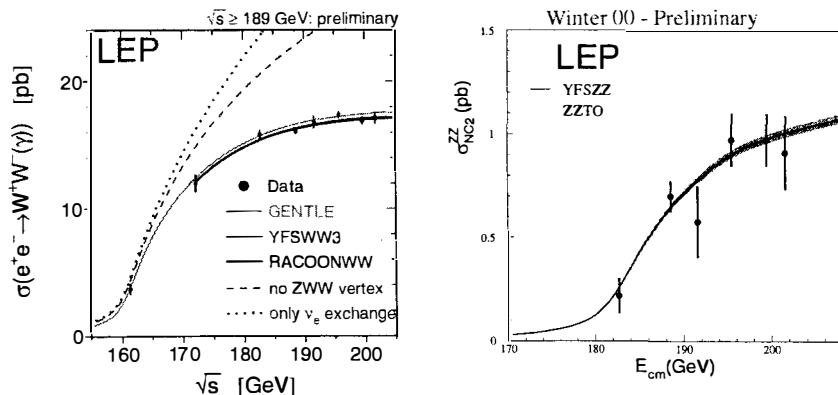 √s ≥ 189 GeV: preliminary
LEP
σ(e⁺e⁻→W⁺W⁻(γ)) [pb]
20
10
0
Data
GENTLE
YFSWW3
RACOONWW
no ZWW vertex
only νₑ exchange
160 170 180 190 200
√s [GeV]
Winter 00 - Preliminary
LEP
YFSZZ
ZZTO
σ_NC2^ZZ (pb)
1.5
1
0.5
0
170 180 190 200
E_cm(GeV)